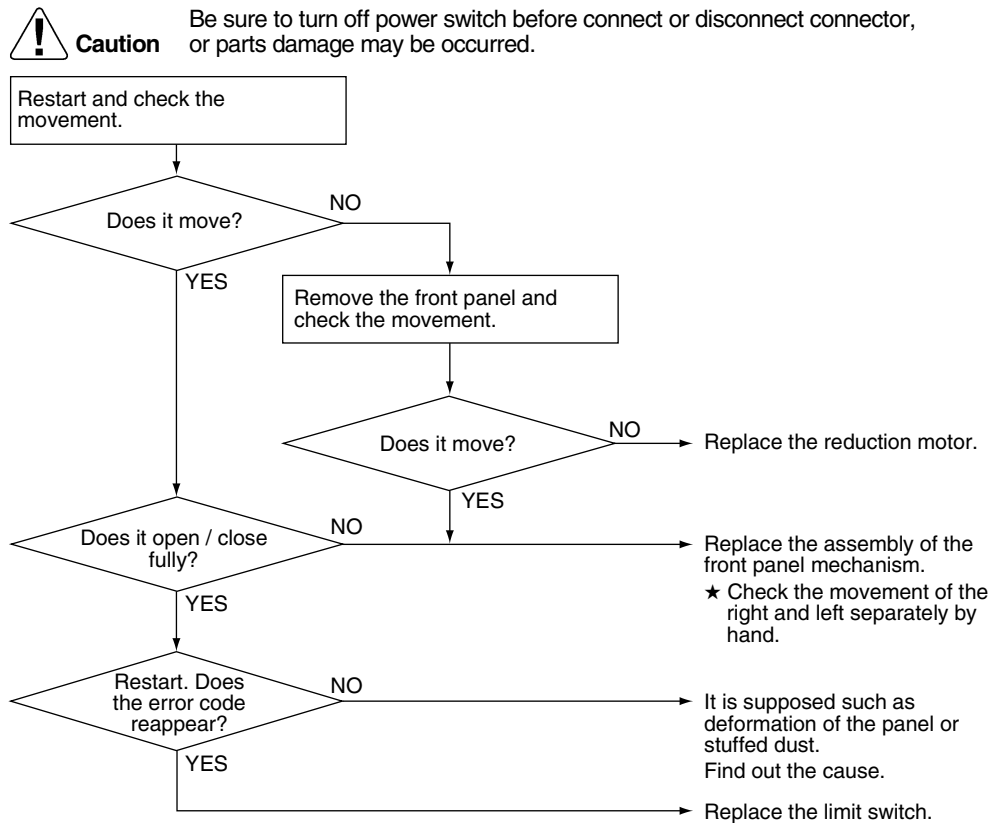 Caution
Be sure to turn off power switch before connect or disconnect connector,
or parts damage may be occurred.
Restart and check the
movement.
Does it move?
NO
YES
Remove the front panel and
check the movement.
Does it move?
NO
Replace the reduction motor.
YES
Does it open / close
fully?
NO
Replace the assembly of the
front panel mechanism.
★ Check the movement of the
right and left separately by
hand.
YES
Restart. Does
the error code
reappear?
NO
It is supposed such as
deformation of the panel or
stuffed dust.
Find out the cause.
YES
Replace the limit switch.